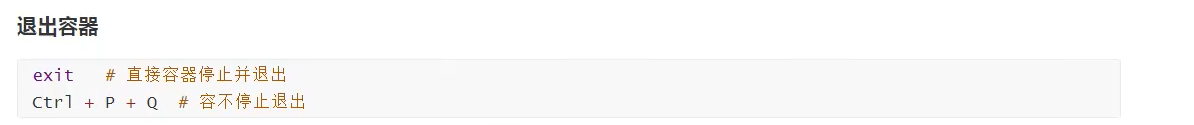 退出容器
exit # 直接容器停止并退出
Ctrl + P + Q # 容不停止退出